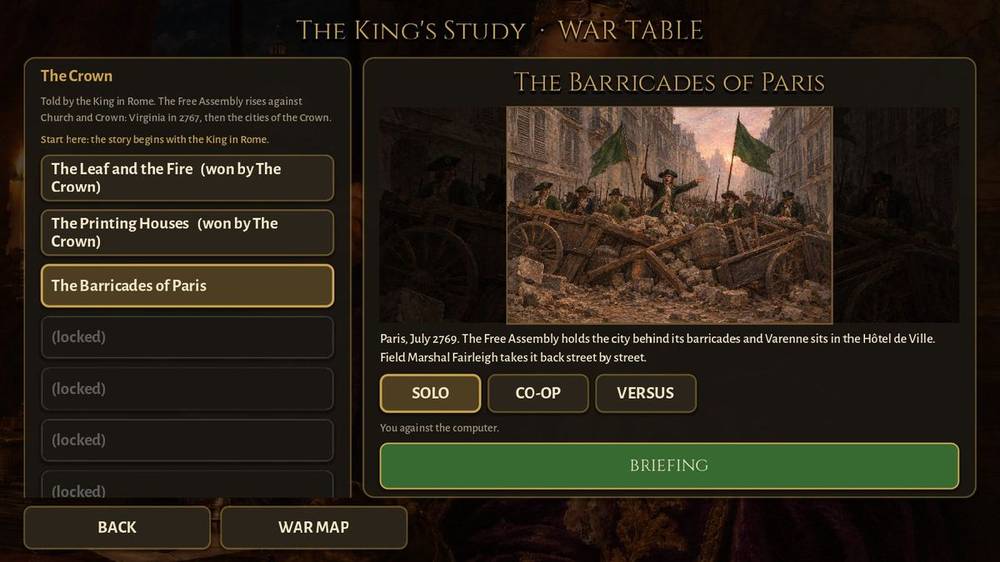 The King's Study · WAR TABLE
The Crown
Told by the King in Rome. The Free Assembly rises against
Church and Crown: Virginia in 2767, then the cities of the Crown.
Start here: the story begins with the King in Rome.
The Leaf and the Fire (won by The
Crown)
The Printing Houses (won by The
Crown)
The Barricades of Paris
(locked)
(locked)
(locked)
(locked)
The Barricades of Paris
Paris, July 2769. The Free Assembly holds the city behind its barricades and Varenne sits in the Hôtel de Ville.
Field Marshal Fairleigh takes it back street by street.
SOLO
CO-OP
VERSUS
You against the computer.
BRIEFING
BACK
WAR MAP